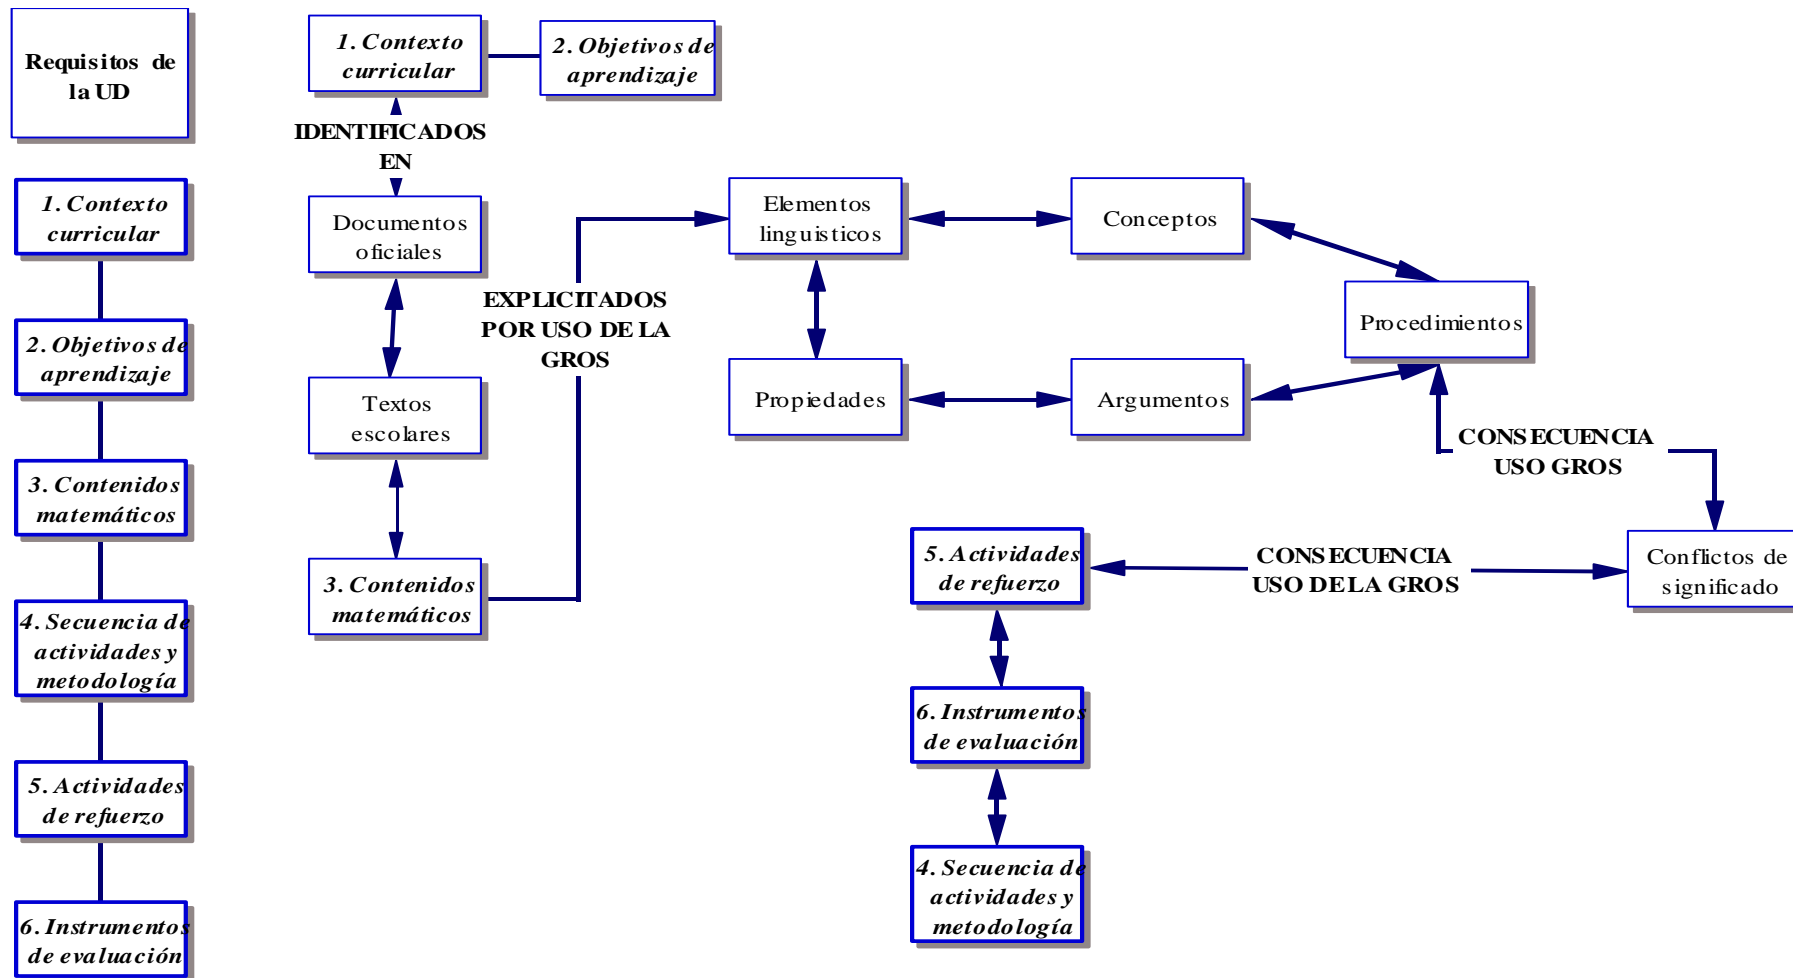 Requisitos de
la UD
1. Contexto
curricular
2. Objetivos de
aprendizaje
3. Contenidos
matemáticos
4. Secuencia de
actividades y
metodología
5. Actividades
de refuerzo
6. Instrumentos
de evaluación
1. Contexto
curricular
2. Objetivos de
aprendizaje
IDENTIFICADOS
EN
Documentos
oficiales
Textos
escolares
3. Contenidos
matemáticos
EXPLICITADOS
POR USO DE LA
GROS
Elementos
linguisticos
Conceptos
Procedimientos
Propiedades
Argumentos
CONSECUENCIA
USO GROS
Conflictos de
significado
CONSECUENCIA
USO DE LA GROS
5. Actividades
de refuerzo
6. Instrumentos
de evaluación
4. Secuencia de
actividades y
metodología